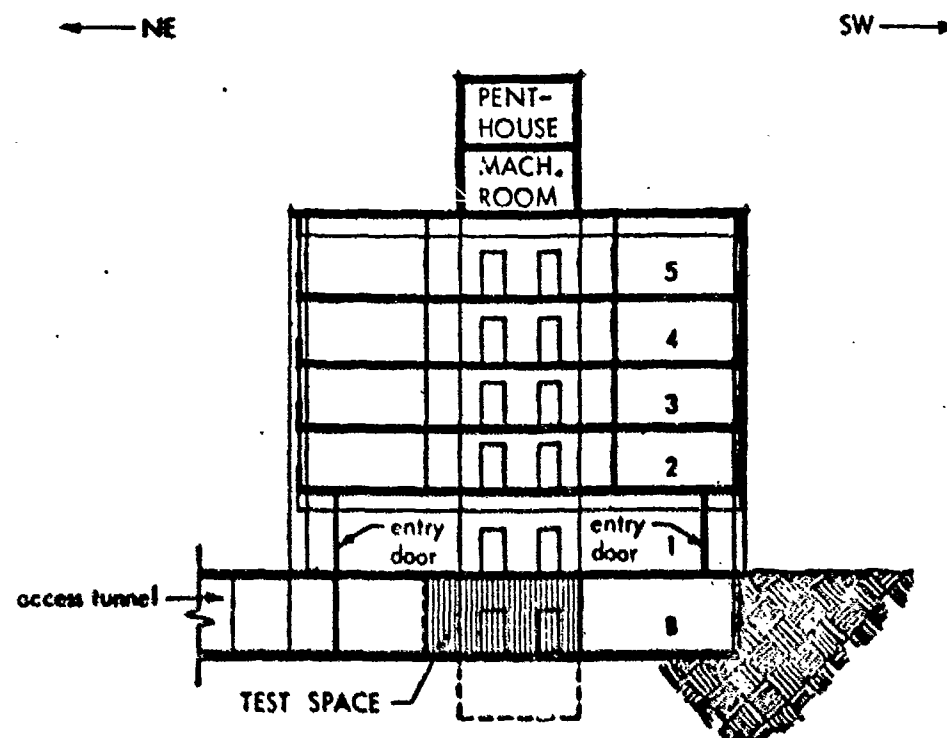 NE
SW
PENT-
HOUSE
MACH.
ROOM
5
4
3
2
entry
door
entry
door
1
access tunnel
B
TEST SPACE